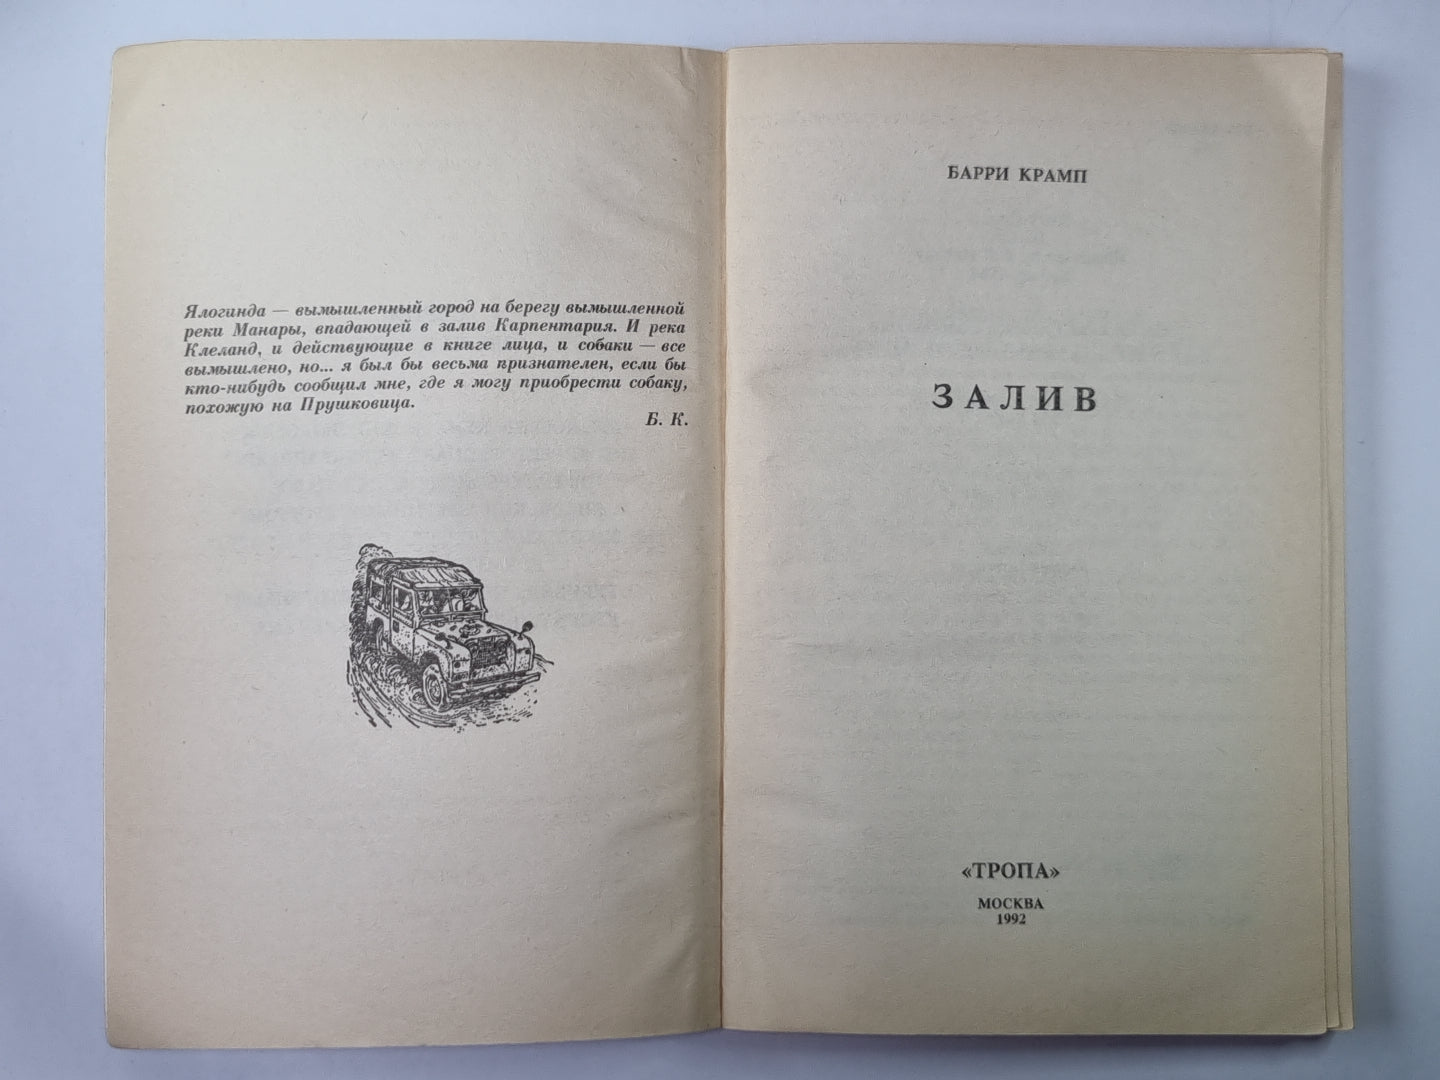 Ялогинда — вымышленный город на берегу вымышленной
реки Манары, впадающей в залив Карпентария. И река
Клеланд, и действующие в книге лица, и собаки — все
вымышлено, но... я был бы весьма признателен, если бы
кто-нибудь сообщил мне, где я могу приобрести собаку,
похожую на Прушковица.
Б. К.
БАРРИ КРАМП
ЗАЛИВ
«ТРОПА»
МОСКВА
1992